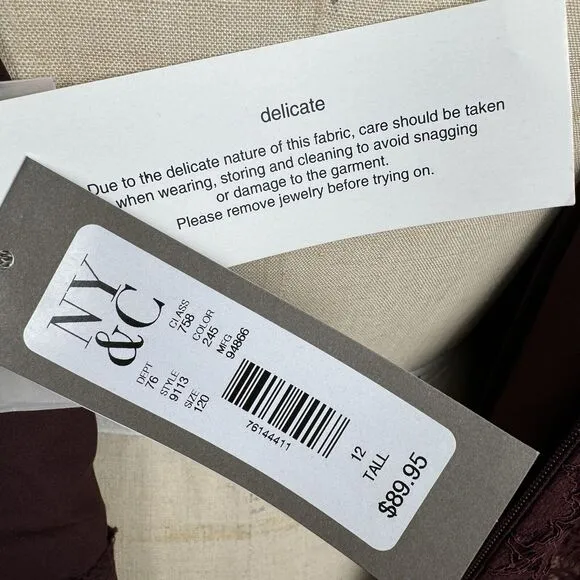 delicate
Due to the delicate nature of this fabric, care should be taken
when wearing, storing and cleaning to avoid snagging
or damage to the garment.
Please remove jewelry before trying on.
NY
&C
CLASS
758
COLOR
245
MFG
94866
DEPT
76
STYLE
9113
SIZE
120
76144411
12
TALL
$89.95